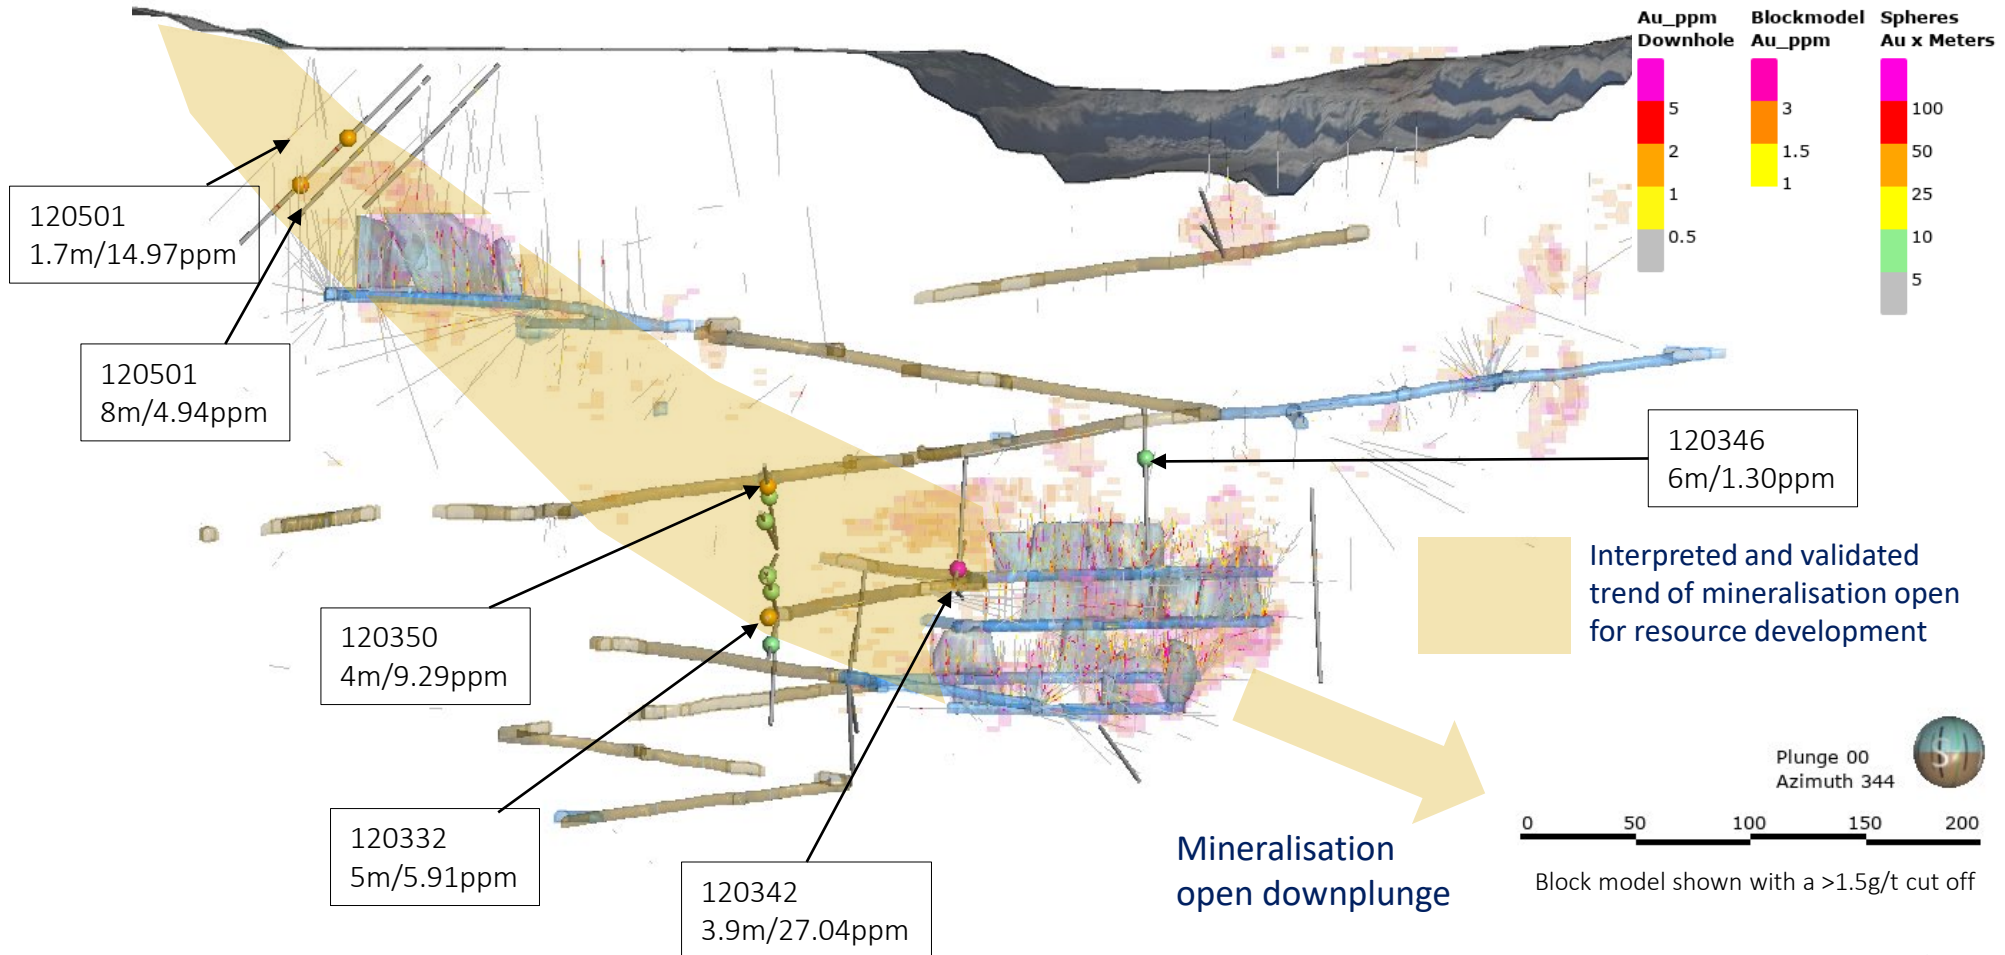 Au_ppm
Downhole
5
2
1
0.5
Blockmodel
Au_ppm
3
1.5
1
Spheres
Au x Meters
100
50
25
10
5
120501
1.7m/14.97ppm
120501
8m/4.94ppm
120346
6m/1.30ppm
Interpreted and validated
trend of mineralisation open
for resource development
120350
4m/9.29ppm
120332
5m/5.91ppm
120342
3.9m/27.04ppm
Mineralisation
open downplunge
Plunge 00
Azimuth 344
S
0 50 100 150 200
Block model shown with a >1.5g/t cut off